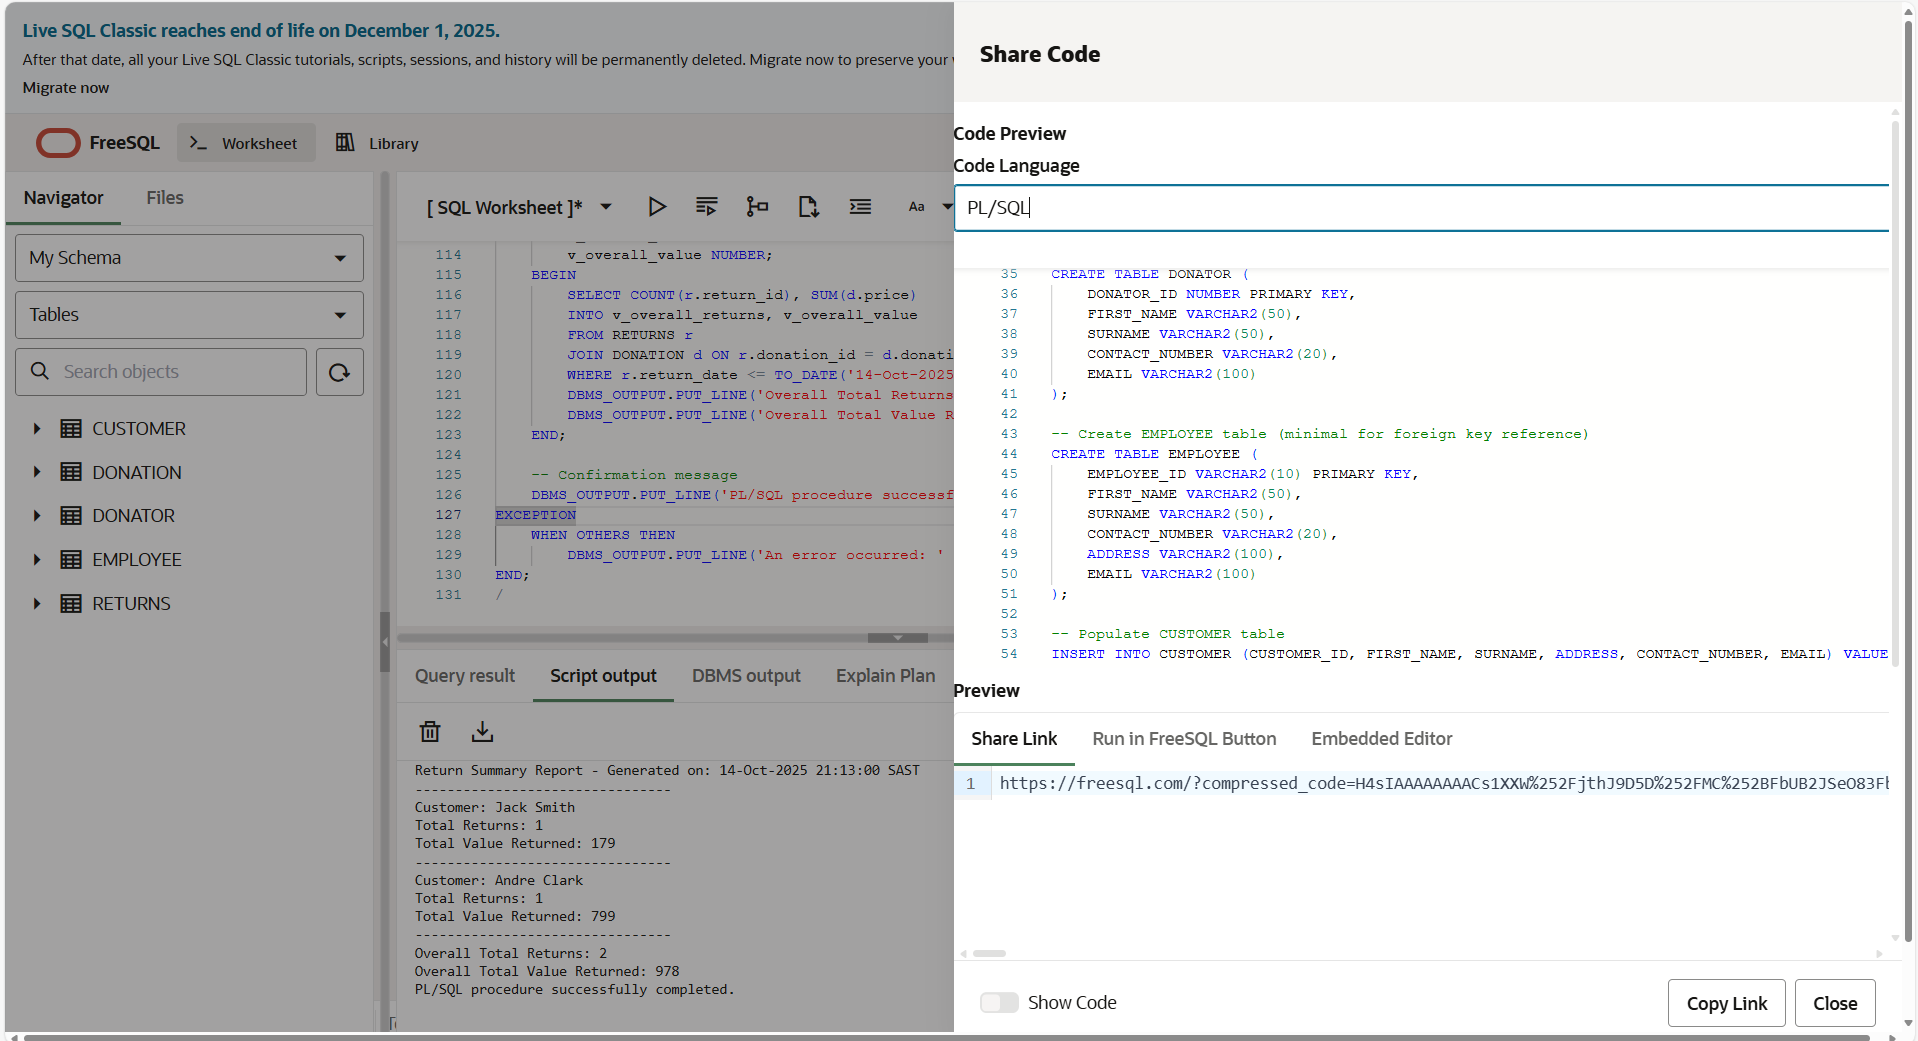 Live SQL Classic reaches end of life on December 1, 2025.
After that date, all your Live SQL Classic tutorials, scripts, sessions, and history will be permanently deleted. Migrate now to preserve your
Migrate now
FreeSQL
Worksheet
Library
Navigator
Files
My Schema
Tables
Search objects
CUSTOMER
DONATION
DONATOR
EMPLOYEE
RETURNS
[ SQL Worksheet ]*
Aa
114 v_overall_value NUMBER;
115 BEGIN
116 SELECT COUNT(r.return_id), SUM(d.price)
117 INTO v_overall_returns, v_overall_value
118 FROM RETURNS r
119 JOIN DONATION d ON r.donation_id = d.donati
120 WHERE r.return_date <= TO_DATE('14-Oct-2025
121 DBMS_OUTPUT.PUT_LINE('Overall Total Returns
122 DBMS_OUTPUT.PUT_LINE('Overall Total Value R
123 END;
124
125 -- Confirmation message
126 DBMS_OUTPUT.PUT_LINE('PL/SQL procedure successf
127 EXCEPTION
128 WHEN OTHERS THEN
129 DBMS_OUTPUT.PUT_LINE('An error occurred: '
130 END;
131 /
Query result
Script output
DBMS output
Explain Plan
Return Summary Report - Generated on: 14-Oct-2025 21:13:00 SAST
--------------------------------
Customer: Jack Smith
Total Returns: 1
Total Value Returned: 179
--------------------------------
Customer: Andre Clark
Total Returns: 1
Total Value Returned: 799
--------------------------------
Overall Total Returns: 2
Overall Total Value Returned: 978
PL/SQL procedure successfully completed.
Share Code
Code Preview
Code Language
PL/SQL
35 CREATE TABLE DONATOR (
36 DONATOR_ID NUMBER PRIMARY KEY,
37 FIRST_NAME VARCHAR2(50),
38 SURNAME VARCHAR2(50),
39 CONTACT_NUMBER VARCHAR2(20),
40 EMAIL VARCHAR2(100)
41 );
42
43 -- Create EMPLOYEE table (minimal for foreign key reference)
44 CREATE TABLE EMPLOYEE (
45 EMPLOYEE_ID VARCHAR2(10) PRIMARY KEY,
46 FIRST_NAME VARCHAR2(50),
47 SURNAME VARCHAR2(50),
48 CONTACT_NUMBER VARCHAR2(20),
49 ADDRESS VARCHAR2(100),
50 EMAIL VARCHAR2(100)
51 );
52
53 -- Populate CUSTOMER table
54 INSERT INTO CUSTOMER (CUSTOMER_ID, FIRST_NAME, SURNAME, ADDRESS, CONTACT_NUMBER, EMAIL) VALUE
Preview
Share Link
Run in FreeSQL Button
Embedded Editor
1 https://freesql.com/?compressed_code=H4sIAAAAAAAACs1XXW%252FjthJ9D5D%252FMC%252BFbUB2JSeO83Fl
Show Code
Copy Link
Close